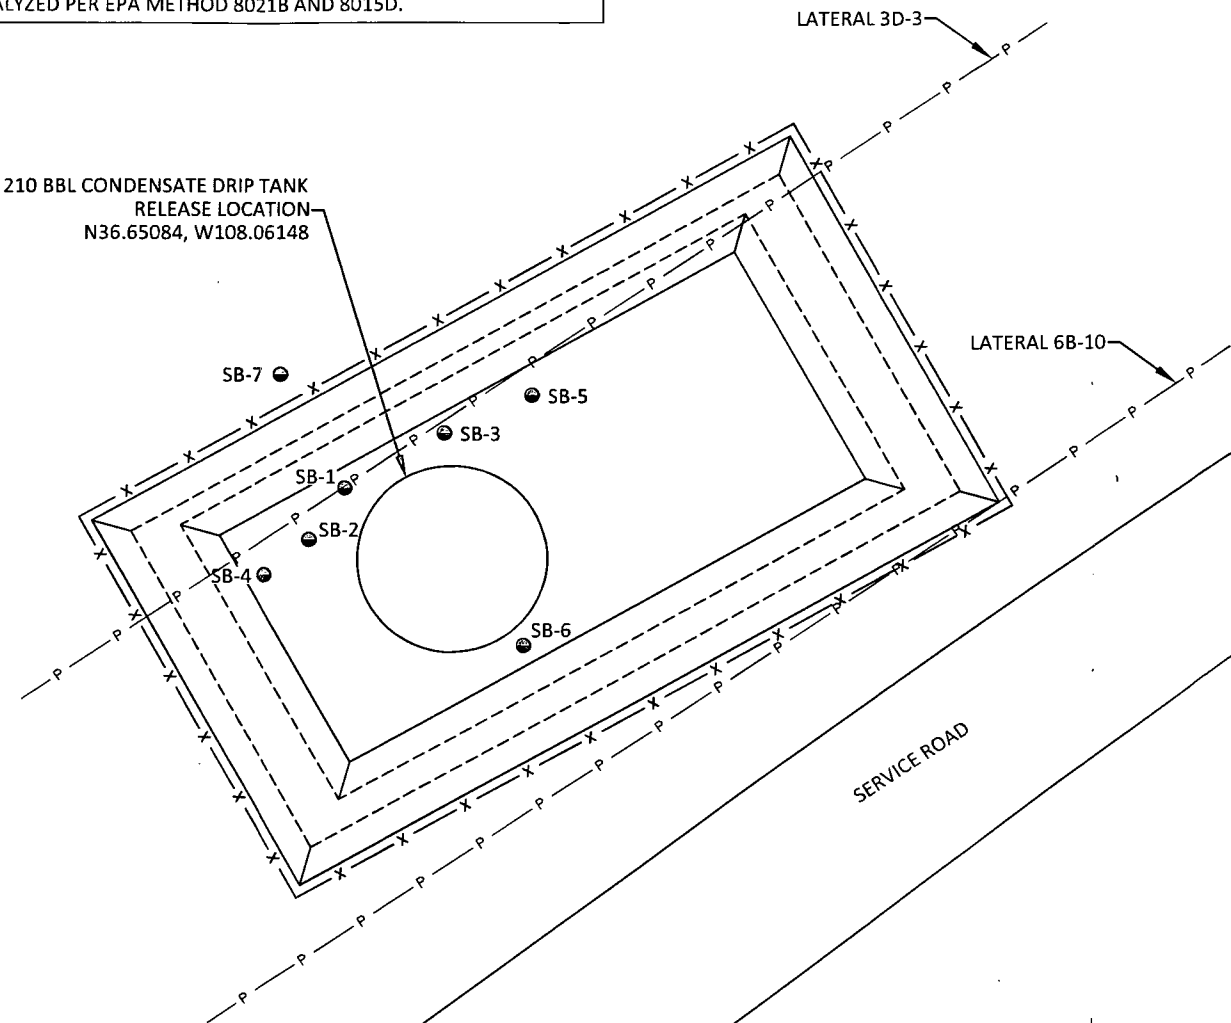 ALYZED PER EPA METHOD 8021B AND 8015D.
LATERAL 3D-3
210 BBL CONDENSATE DRIP TANK
RELEASE LOCATION
N36.65084, W108.06148
LATERAL 6B-10
SB-7
SB-5
SB-3
SB-1
SB-2
SB-4
SB-6
SERVICE ROAD